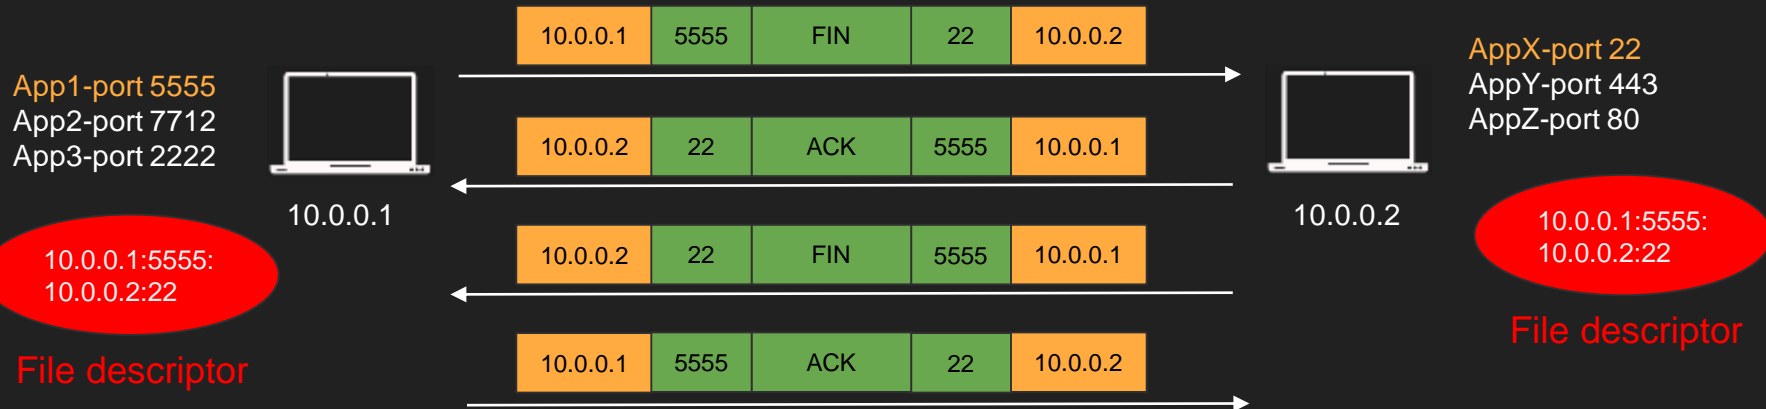 10.0.0.1 5555 FIN 22 10.0.0.2
App1-port 5555
App2-port 7712
App3-port 2222
AppX-port 22
AppY-port 443
AppZ-port 80
10.0.0.2 22 ACK 5555 10.0.0.1
10.0.0.1
10.0.0.2
10.0.0.1:5555:
10.0.0.2:22
10.0.0.2 22 FIN 5555 10.0.0.1
10.0.0.1:5555:
10.0.0.2:22
File descriptor
File descriptor
10.0.0.1 5555 ACK 22 10.0.0.2